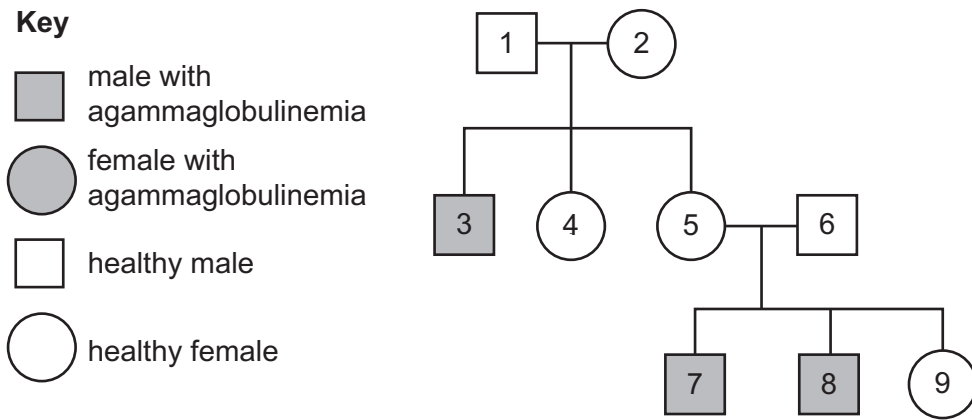 Key
male with
agammaglobulinemia
female with
agammaglobulinemia
healthy male
healthy female
1
2
3
4
5
6
7
8
9